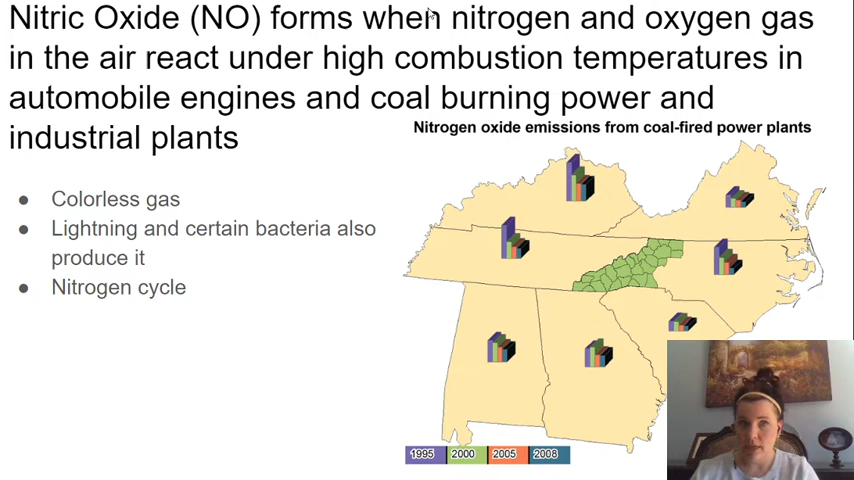 Nitric Oxide (NO) forms when nitrogen and oxygen gas
in the air react under high combustion temperatures in
automobile engines and coal burning power and
industrial plants
Nitrogen oxide emissions from coal-fired power plants
● Colorless gas
● Lightning and certain bacteria also
produce it
● Nitrogen cycle
1995 2000 2005 2008